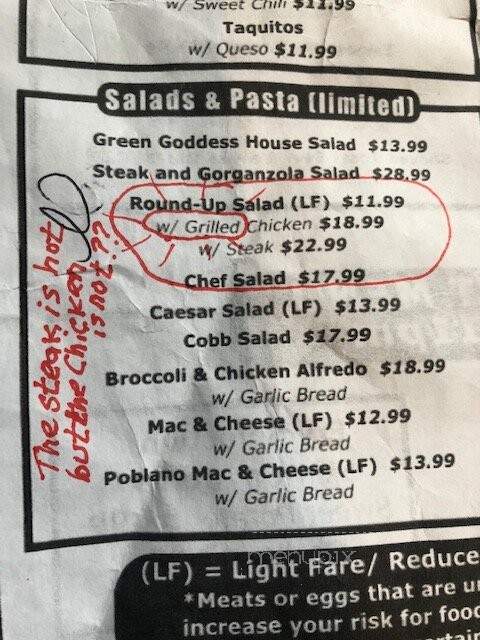 w/ Sweet Chili $11.99
Taquitos
w/ Queso $11.99
Salads & Pasta (limited)
Green Goddess House Salad $13.99
Steak and Gorganzola Salad $28.99
Round-Up Salad (LF) $11.99
w/ Grilled Chicken $18.99
w/ Steak $22.99
Chef Salad $17.99
Caesar Salad (LF) $13.99
Cobb Salad $17.99
Broccoli & Chicken Alfredo $18.99
w/ Garlic Bread
Mac & Cheese (LF) $12.99
w/ Garlic Bread
Poblano Mac & Cheese (LF) $13.99
w/ Garlic Bread
The steak is hot
but the Chicken
is not ??
menupix
(LF) = Light Fare/ Reduce
*Meats or eggs that are
increase your risk for food